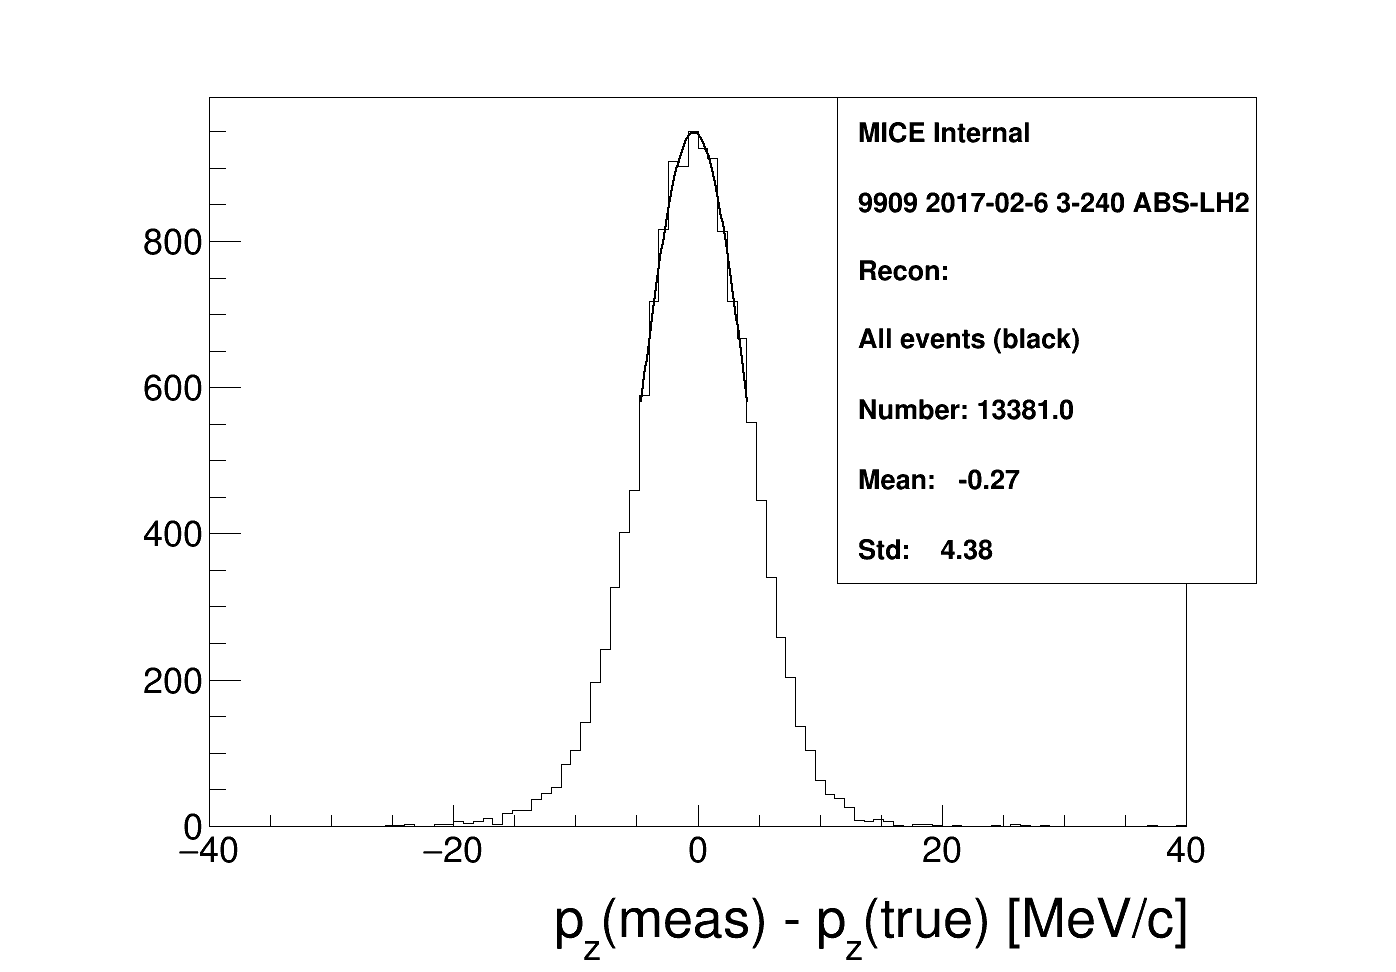 MICE Internal
9909 2017-02-6 3-240 ABS-LH2
Recon:
All events (black)
Number: 13381.0
Mean: -0.27
Std: 4.38
800
600
400
200
0
−40 −20 0 20 40
p_z(meas) - p_z(true) [MeV/c]